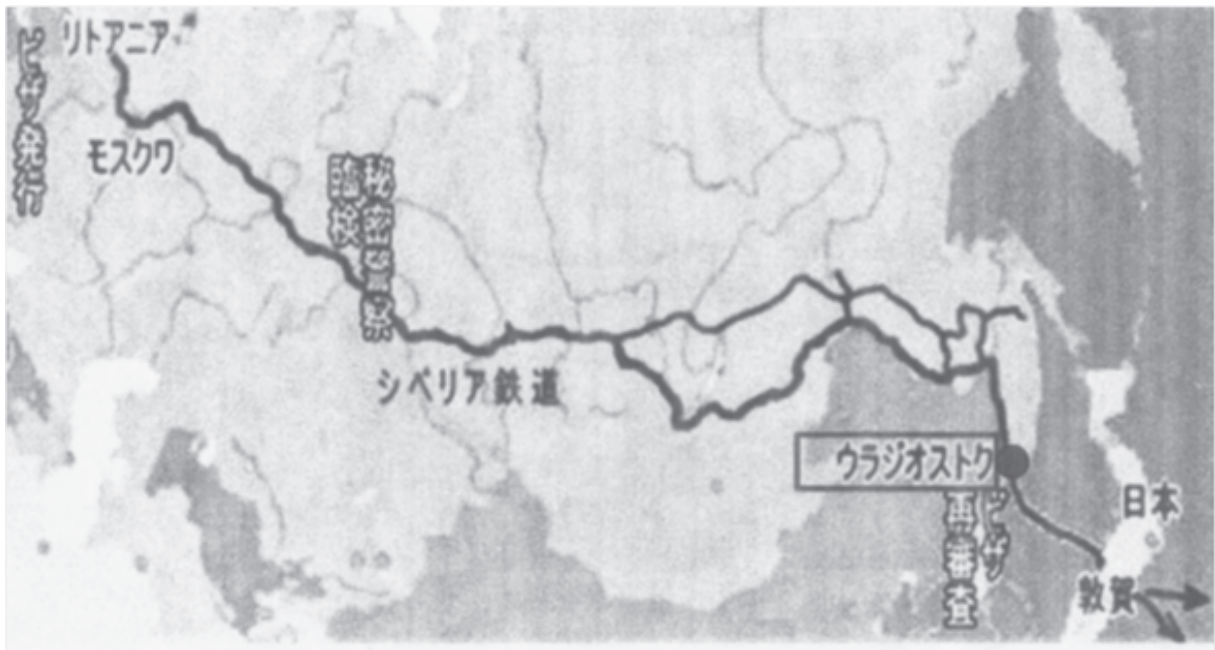 リトアニア
ビザ発行
モスクワ
秘密警察
臨検
シベリア鉄道
ウラジオストク
ビザ
再審査
日本
敦賀